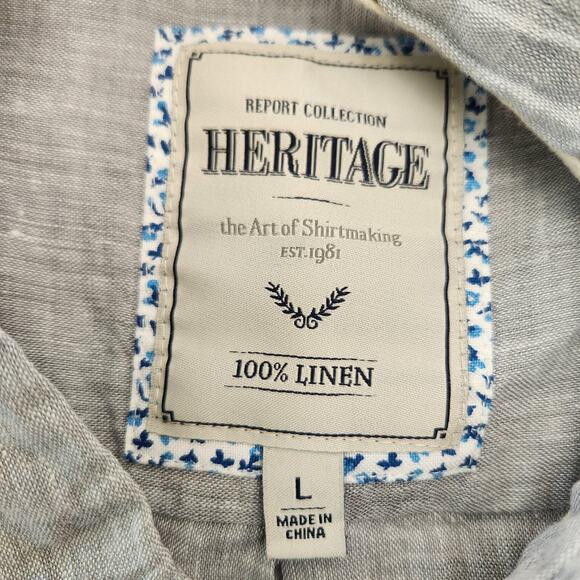 REPORT COLLECTION
HERITAGE
the Art of Shirtmaking
EST.1981
100% LINEN
L
MADE IN
CHINA